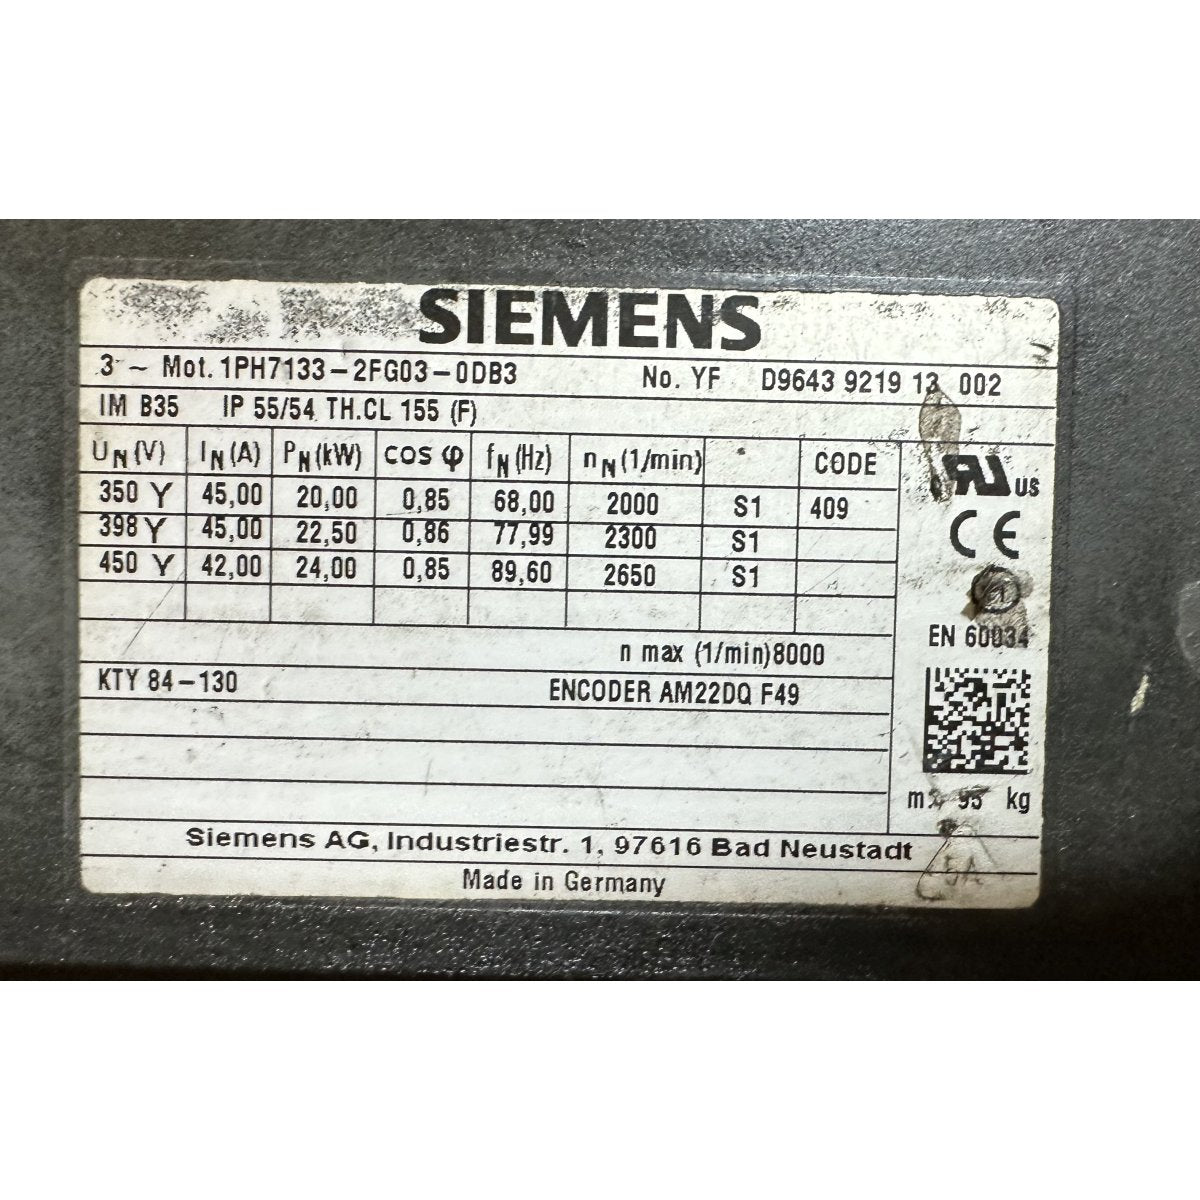 SIEMENS
3 ~ Mot. 1PH7133-2FG03-0DB3 No. YF D9643 9219 13 002
IM B35 IP 55/54 TH.CL 155 (F)
UN(V) IN(A) PN(kW) cos φ fN(Hz) nN(1/min) CODE
350 Y 45,00 20,00 0,85 68,00 2000 S1 409
398 Y 45,00 22,50 0,86 77,99 2300 S1
450 Y 42,00 24,00 0,85 89,60 2650 S1
n max (1/min)8000
KTY 84-130 ENCODER AM22DQ F49
RU US
CE
EN 60034
m: 95 kg
Siemens AG, Industriestr. 1, 97616 Bad Neustadt
Made in Germany
5A